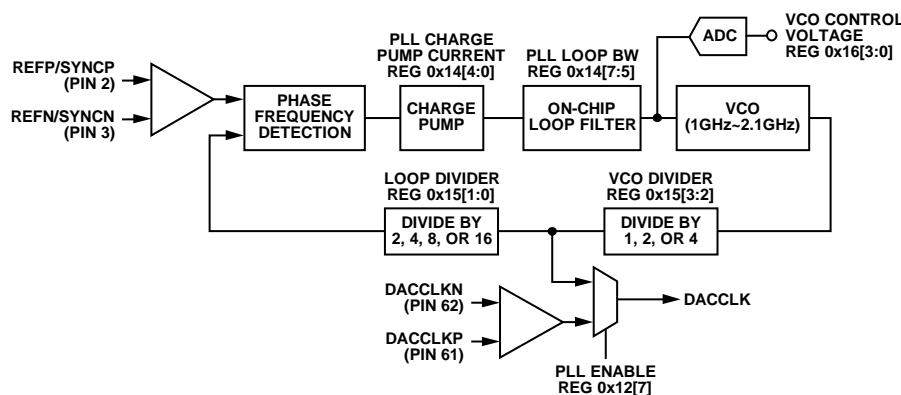 REFP/SYNCP
(PIN 2)
REFN/SYNCN
(PIN 3)
PHASE
FREQUENCY
DETECTION
PLL CHARGE
PUMP CURRENT
REG 0x14[4:0]
CHARGE
PUMP
PLL LOOP BW
REG 0x14[7:5]
ON-CHIP
LOOP FILTER
ADC
VCO CONTROL
VOLTAGE
REG 0x16[3:0]
VCO
(1GHz~2.1GHz)
LOOP DIVIDER
REG 0x15[1:0]
DIVIDE BY
2, 4, 8, OR 16
VCO DIVIDER
REG 0x15[3:2]
DIVIDE BY
1, 2, OR 4
DACCLKN
(PIN 62)
DACCLKP
(PIN 61)
DACCLK
PLL ENABLE
REG 0x12[7]